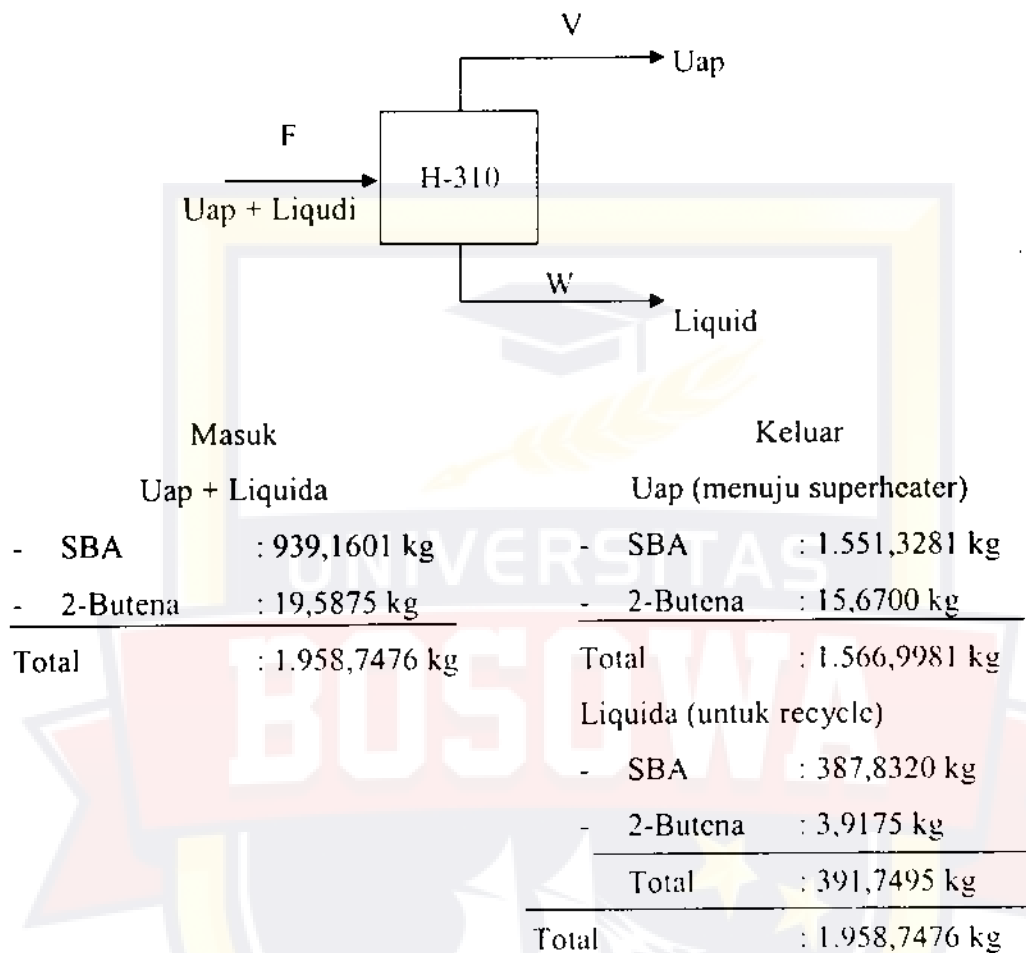 V
Uap
F
H-310
Uap + Liqudi
W
Liquid
Masuk
Uap + Liquida
- SBA : 939,1601 kg
- 2-Butena : 19,5875 kg
Total : 1.958,7476 kg
Keluar
Uap (menuju superheater)
- SBA : 1.551,3281 kg
- 2-Butena : 15,6700 kg
Total : 1.566,9981 kg
Liquida (untuk recycle)
- SBA : 387,8320 kg
- 2-Butena : 3,9175 kg
Total : 391,7495 kg
Total : 1.958,7476 kg
UNIVERSITAS
BOSOWA